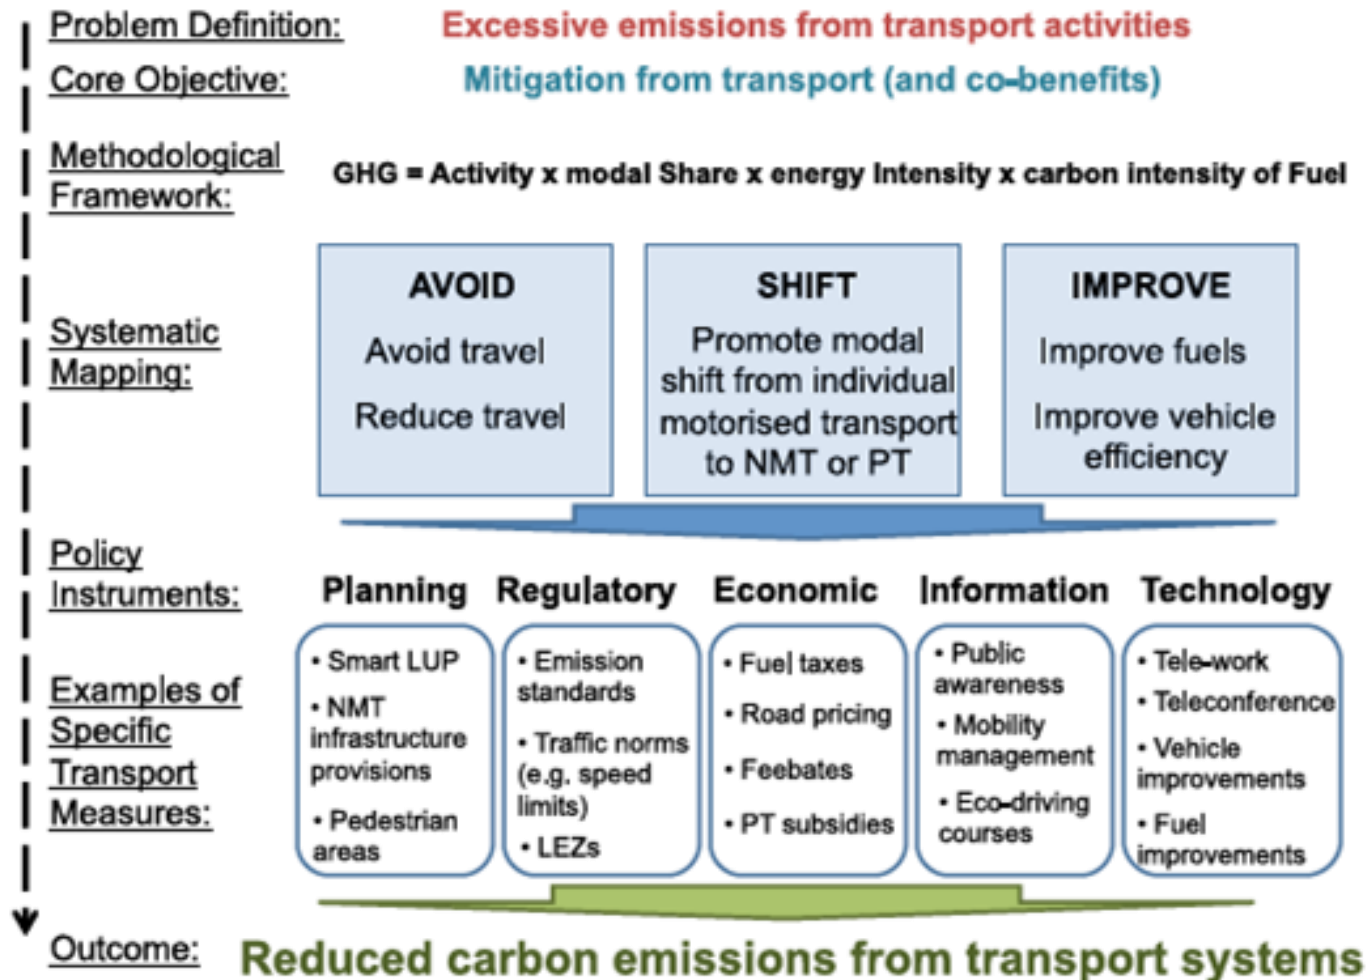 Problem Definition: Excessive emissions from transport activities
Core Objective: Mitigation from transport (and co-benefits)
Methodological
Framework:
GHG = Activity x modal Share x energy Intensity x carbon intensity of Fuel
Systematic
Mapping:
AVOID
Avoid travel
Reduce travel
SHIFT
Promote modal
shift from individual
motorised transport
to NMT or PT
IMPROVE
Improve fuels
Improve vehicle
efficiency
Policy
Instruments:
Planning
Regulatory
Economic
Information
Technology
Examples of
Specific
Transport
Measures:
• Smart LUP
• NMT
infrastructure
provisions
• Pedestrian
areas
• Emission
standards
• Traffic norms
(e.g. speed
limits)
• LEZs
• Fuel taxes
• Road pricing
• Feebates
• PT subsidies
• Public
awareness
• Mobility
management
• Eco-driving
courses
• Tele-work
• Teleconference
• Vehicle
improvements
• Fuel
improvements
Outcome: Reduced carbon emissions from transport systems